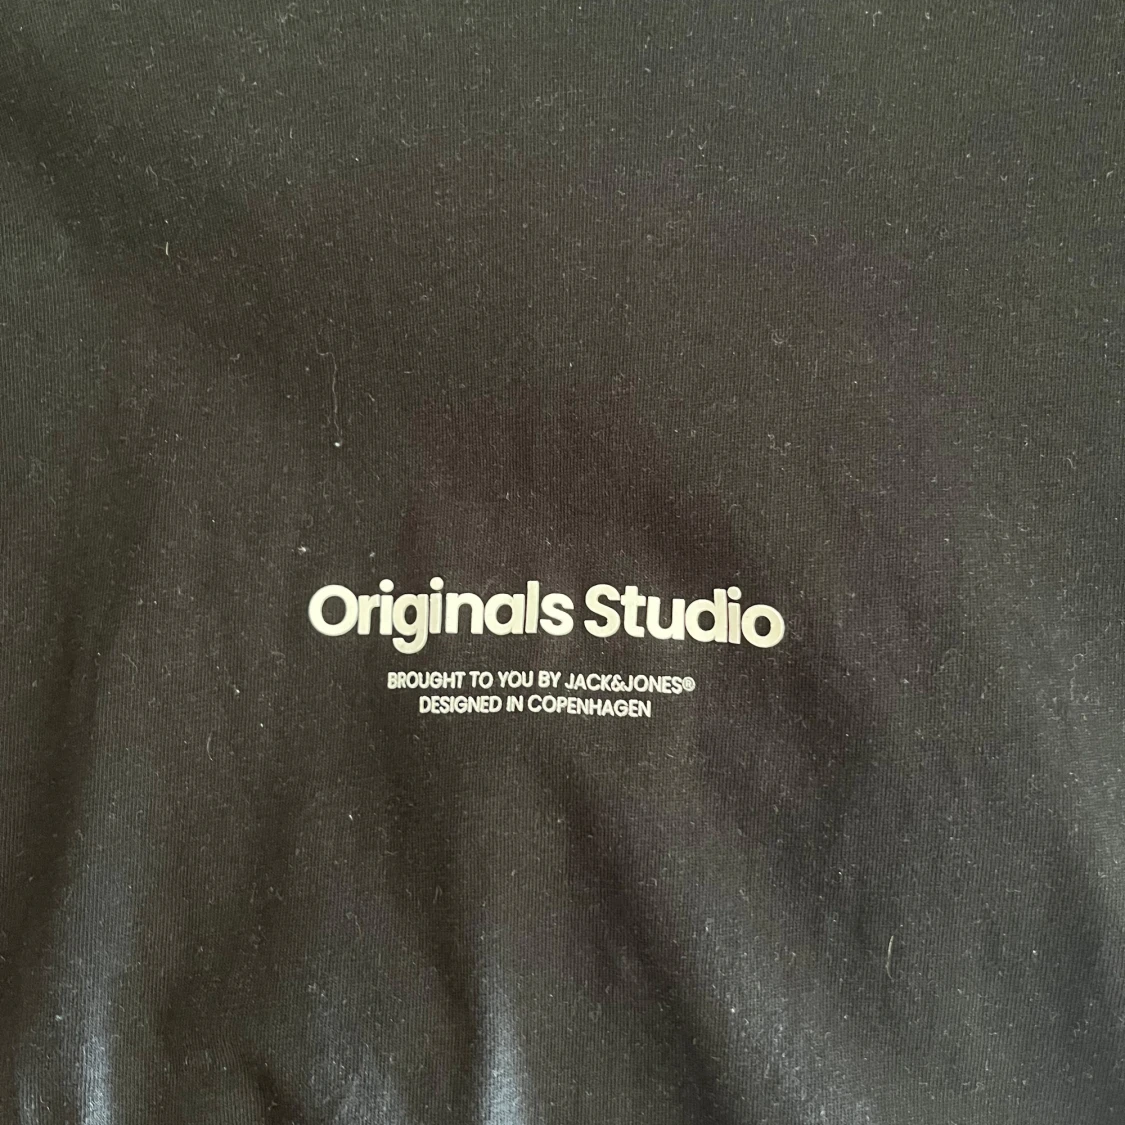 Originals Studio
BROUGHT TO YOU BY JACK&JONES®
DESIGNED IN COPENHAGEN